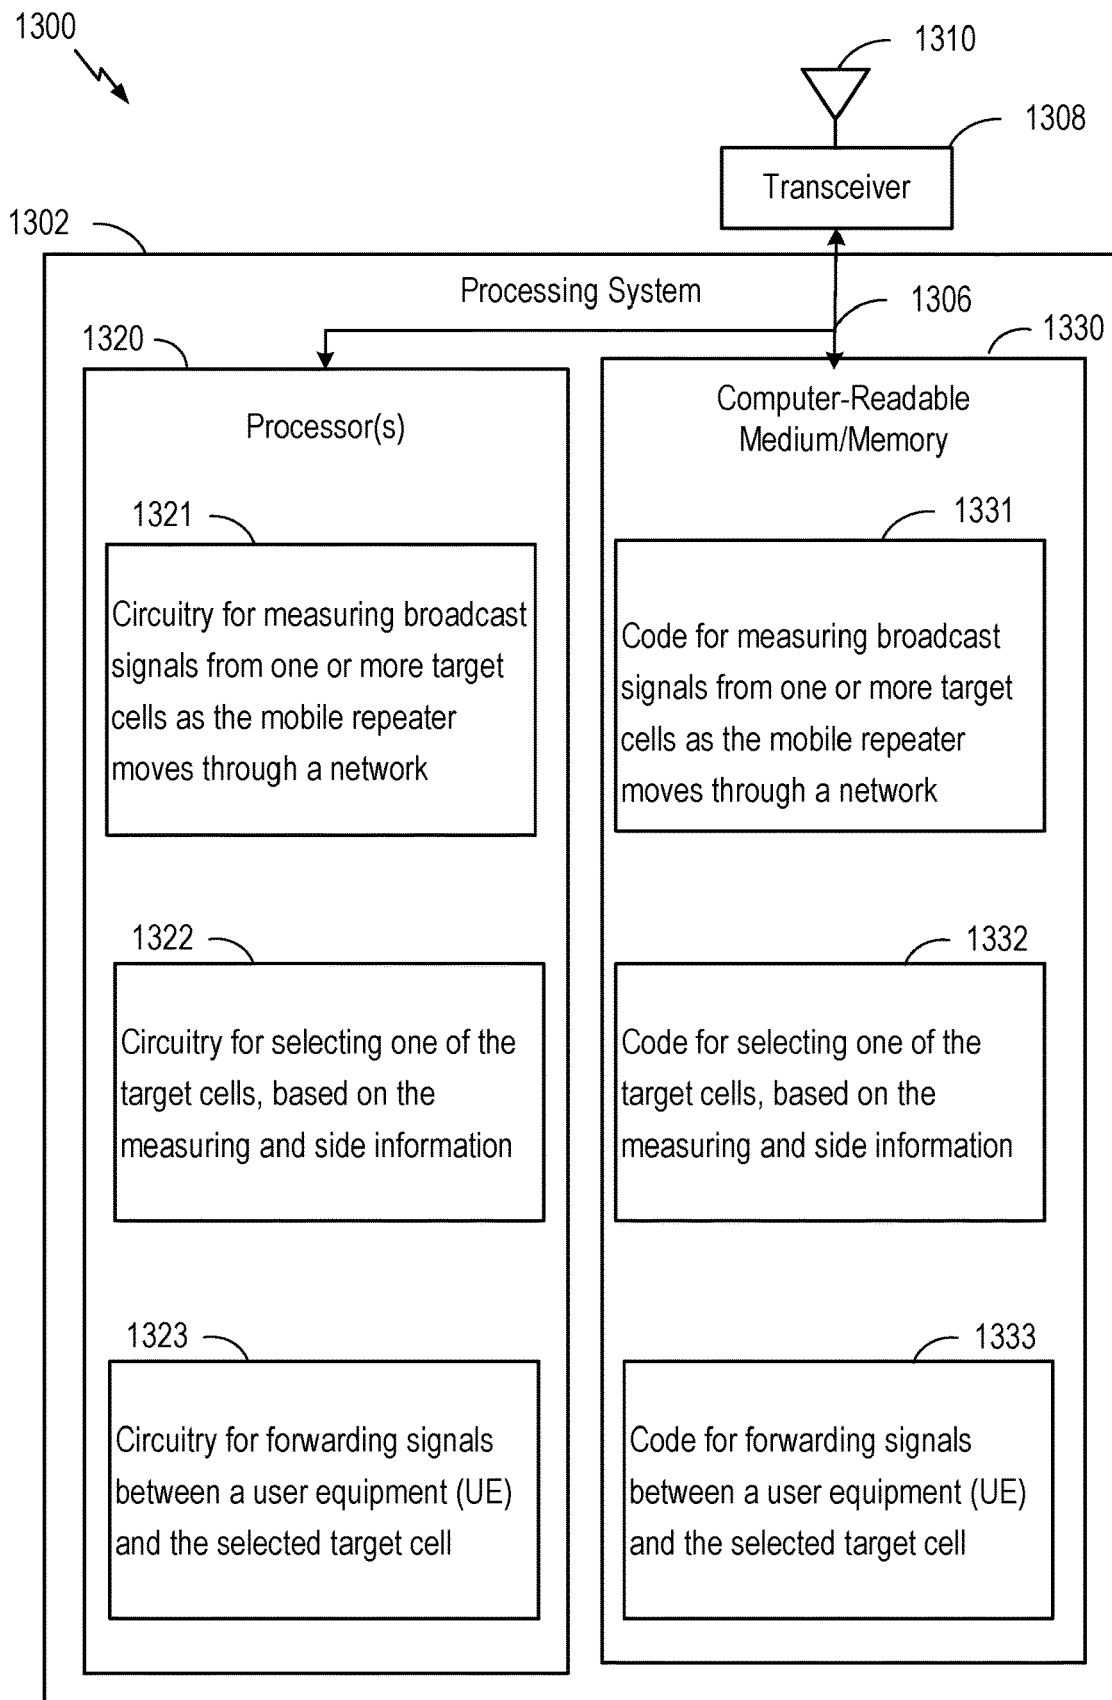 1300
1310
1308
Transceiver
1302
Processing System
1306
1330
1320
Processor(s)
Computer-Readable
Medium/Memory
1321
Circuitry for measuring broadcast
signals from one or more target
cells as the mobile repeater
moves through a network
1331
Code for measuring broadcast
signals from one or more target
cells as the mobile repeater
moves through a network
1322
Circuitry for selecting one of the
target cells, based on the
measuring and side information
1332
Code for selecting one of the
target cells, based on the
measuring and side information
1323
Circuitry for forwarding signals
between a user equipment (UE)
and the selected target cell
1333
Code for forwarding signals
between a user equipment (UE)
and the selected target cell